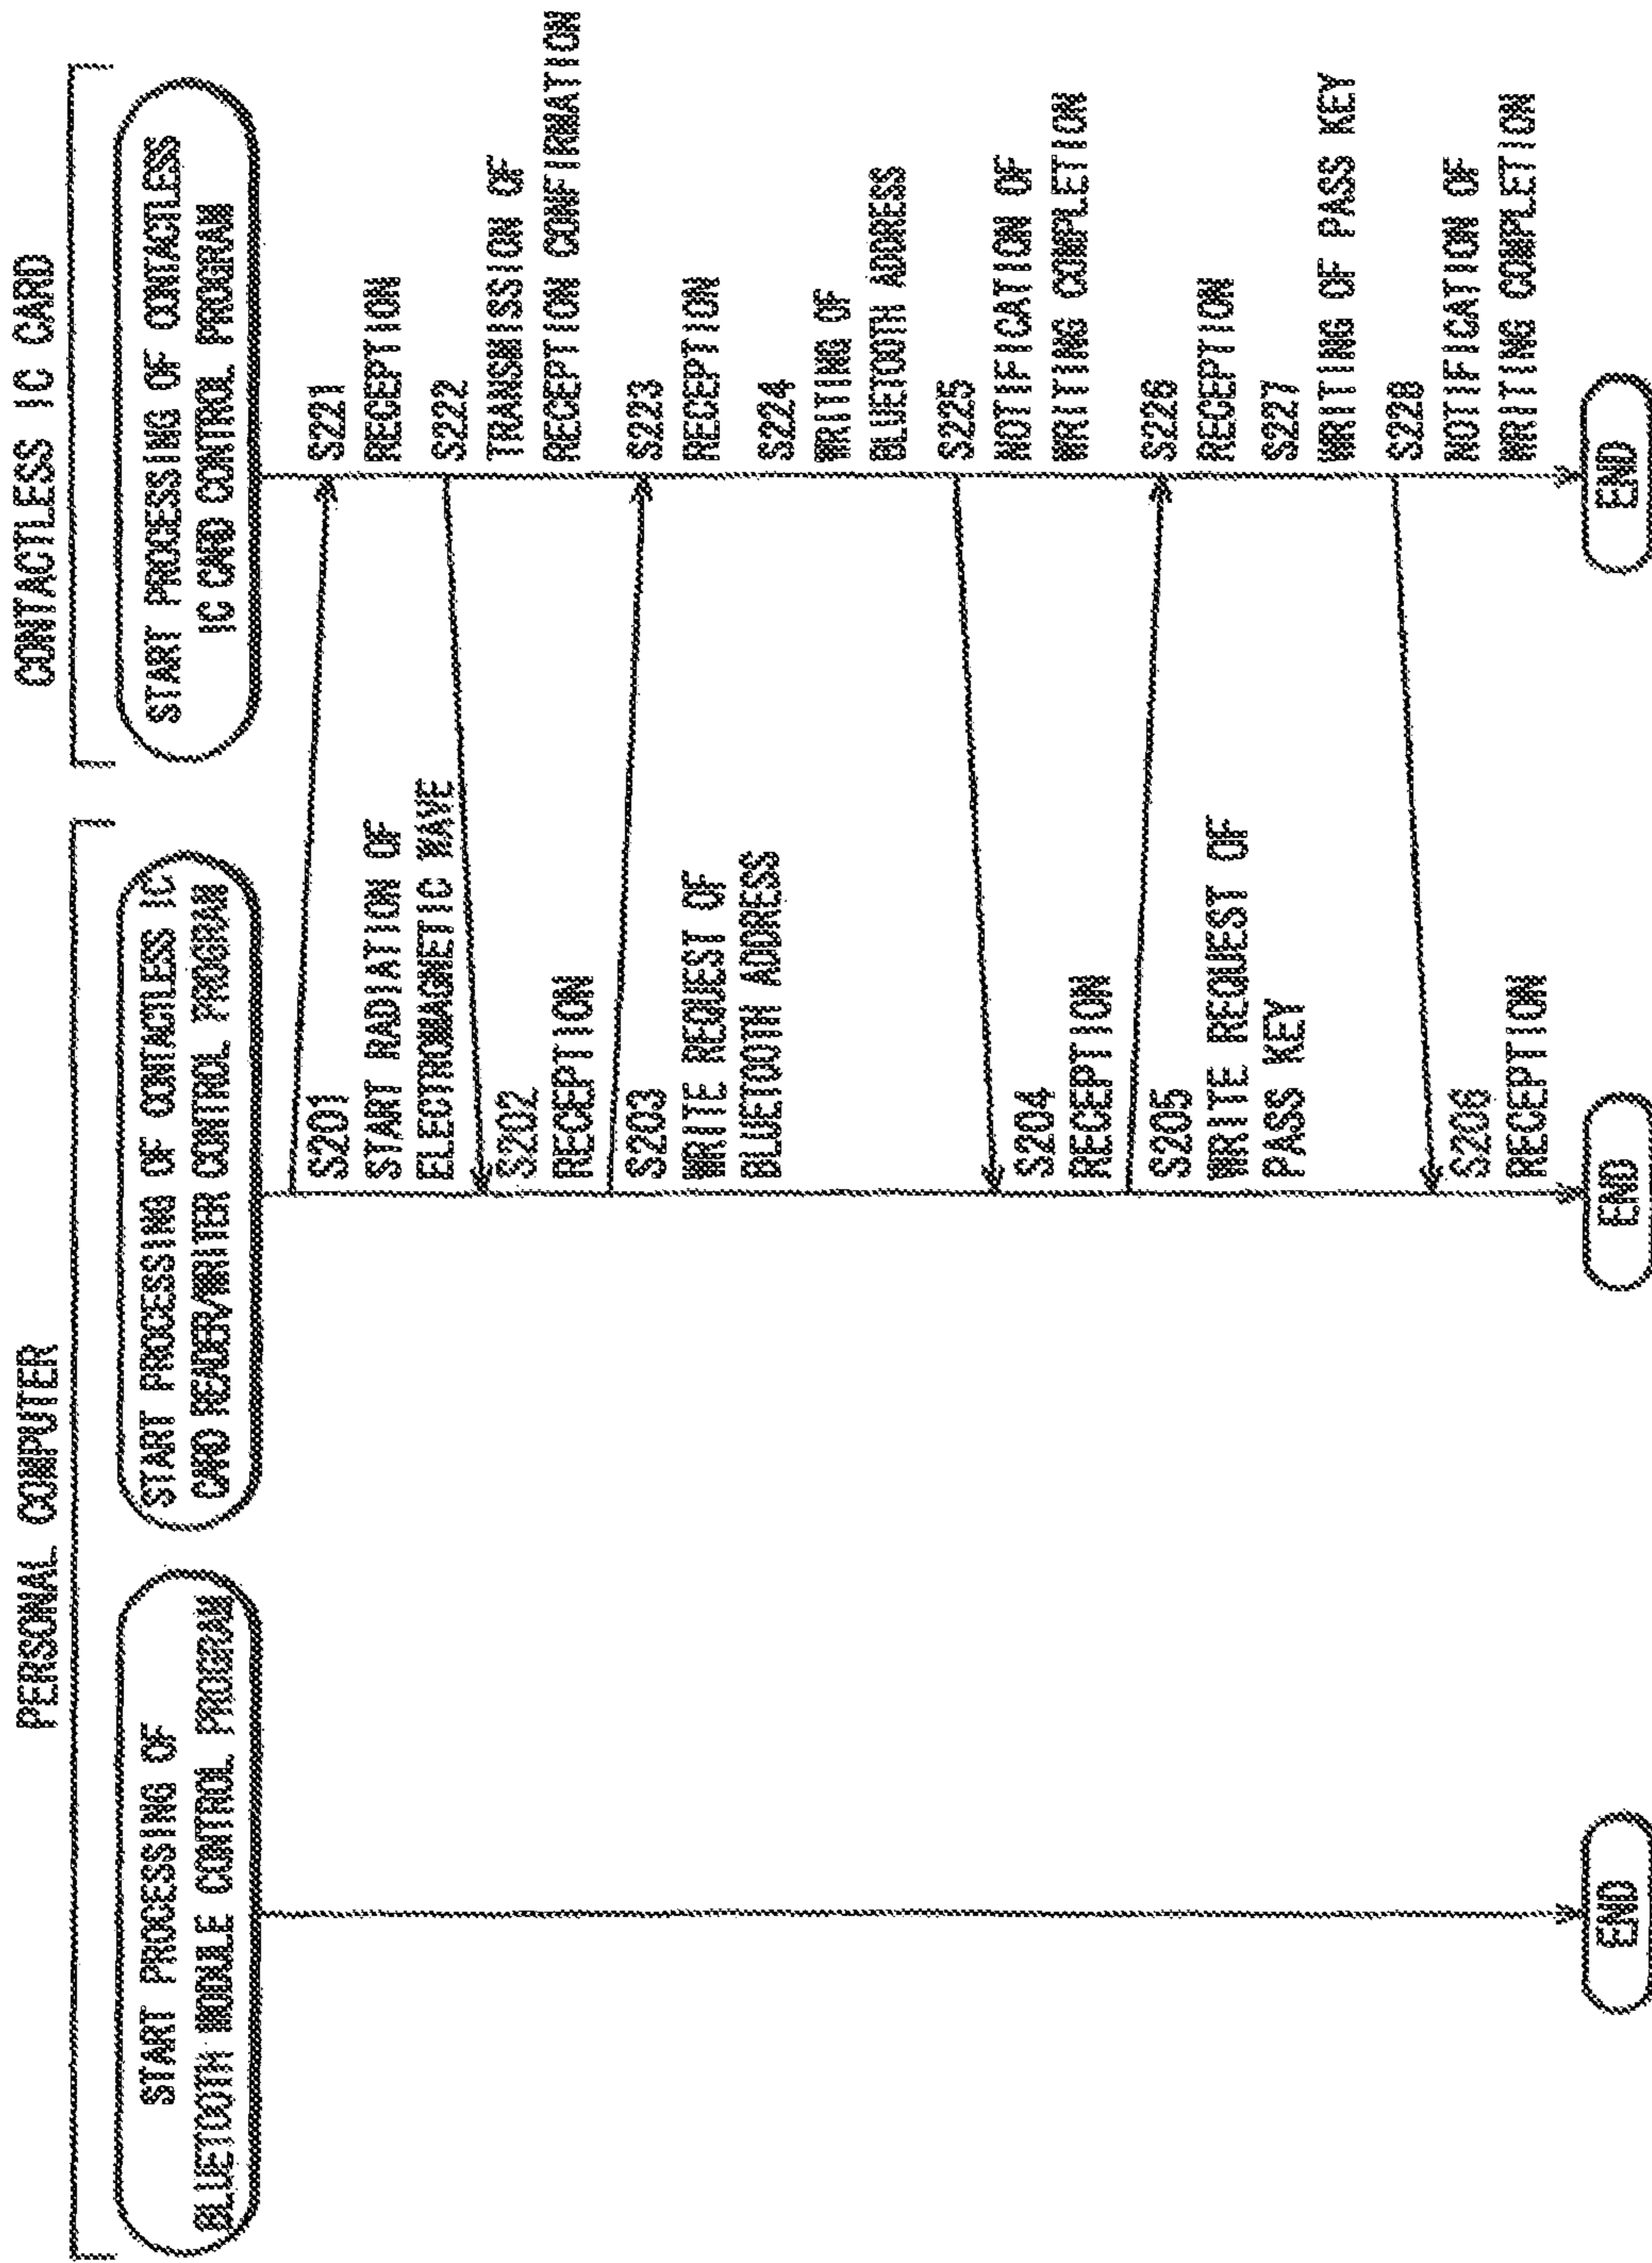 PERSONAL COMPUTER
CONTACTLESS IC CARD
START PROCESSING OF
BLUETOOTH MODULE CONTROL PROGRAM
START PROCESSING OF CONTACTLESS IC
CARD READER/WRITER CONTROL PROGRAM
START PROCESSING OF CONTACTLESS
IC CARD CONTROL PROGRAM
S201
START RADIATION OF
ELECTROMAGNETIC WAVE
S202
RECEPTION
S203
WRITE REQUEST OF
BLUETOOTH ADDRESS
S204
RECEPTION
S205
WRITE REQUEST OF
PASS KEY
S206
RECEPTION
S221
RECEPTION
S222
TRANSMISSION OF
RECEPTION CONFIRMATION
S223
RECEPTION
S224
WRITING OF
BLUETOOTH ADDRESS
S225
NOTIFICATION OF
WRITING COMPLETION
S226
RECEPTION
S227
WRITING OF PASS KEY
S228
NOTIFICATION OF
WRITING COMPLETION
END
END
END